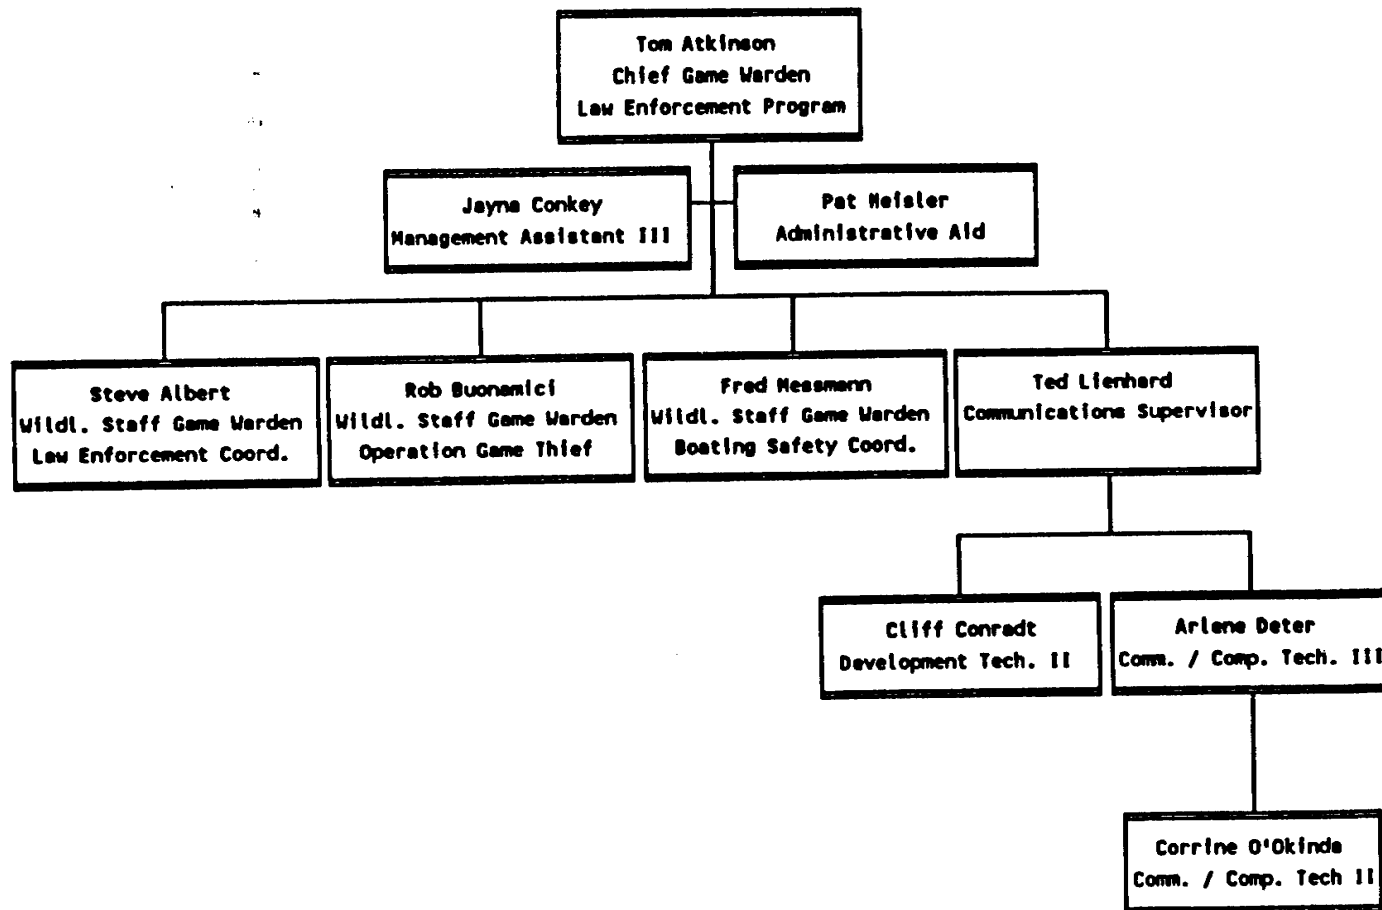 Tom Atkinson
Chief Game Warden
Law Enforcement Program
Jayna Conkey
Management Assistant III
Pat Meisler
Administrative Aid
Steve Albert
Wildl. Staff Game Warden
Law Enforcement Coord.
Rob Buonamici
Wildl. Staff Game Warden
Operation Game Thief
Fred Messmann
Wildl. Staff Game Warden
Boating Safety Coord.
Ted Lienhard
Communications Supervisor
Cliff Conradt
Development Tech. II
Arlene Deter
Comm. / Comp. Tech. III
Corrine O'Okinda
Comm. / Comp. Tech II